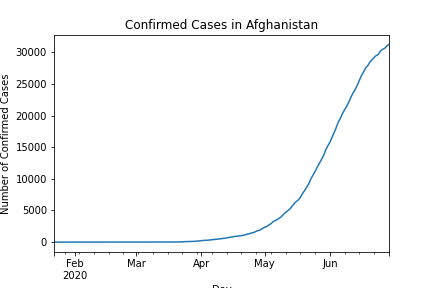 Confirmed Cases in Afghanistan
Number of Confirmed Cases
30000
25000
20000
15000
10000
5000
0
Feb
2020
Mar
Apr
May
Jun